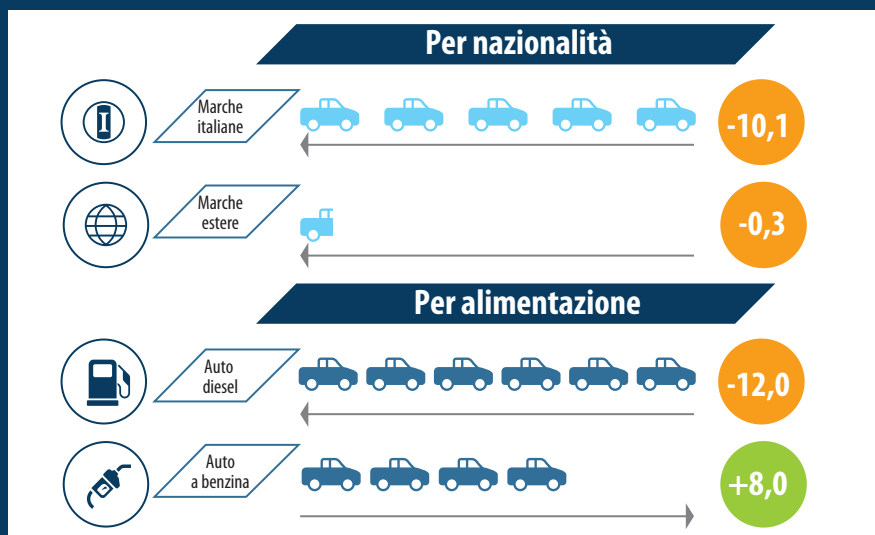 Per nazionalità
Marche
italiane
-10,1
Marche
estere
-0,3
Per alimentazione
Auto
diesel
-12,0
Auto
a benzina
+8,0